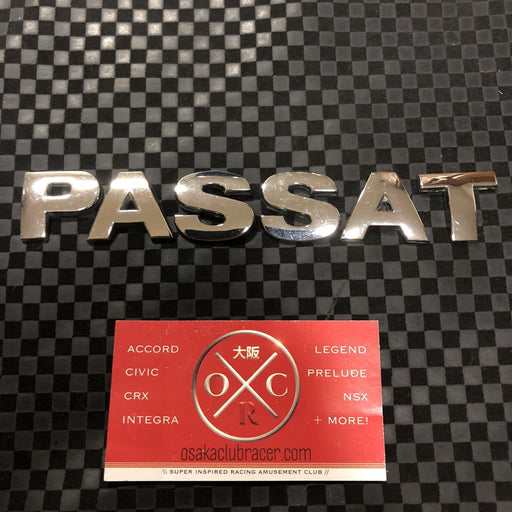 PASSAT
ACCORD
CIVIC
CRX
INTEGRA
大阪
O C
R
LEGEND
PRELUDE
NSX
+ MORE!
osakaclubracer.com
\\ SUPER INSPIRED RACING AMUSEMENT CLUB //